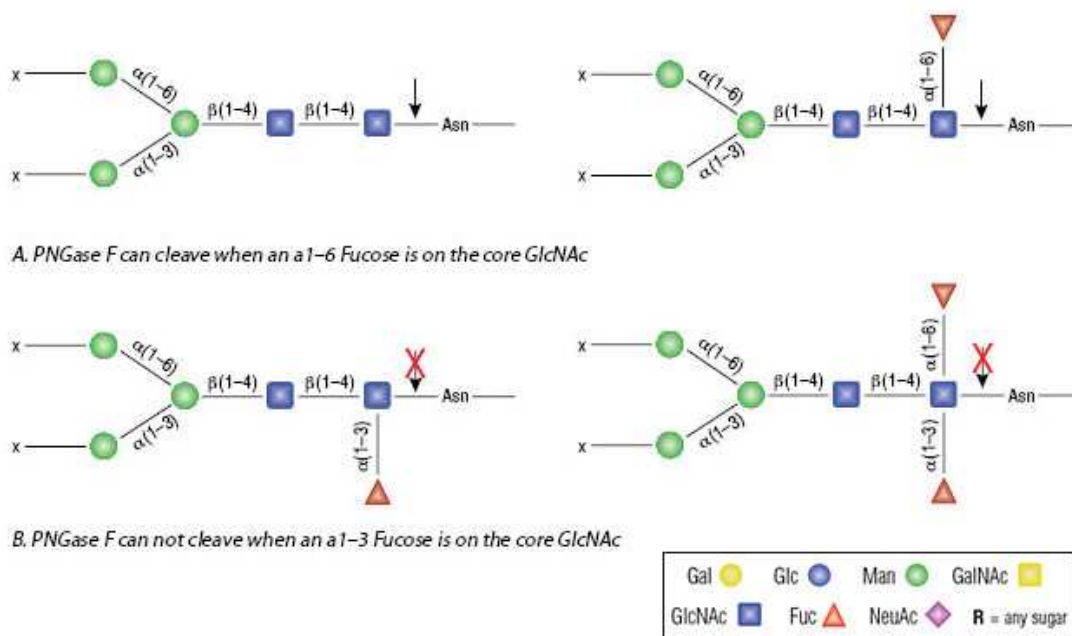 α(1–6)
x
α(1–6)
α(1–6)
x
β(1–4)
β(1–4)
Asn
β(1–4)
β(1–4)
Asn
α(1–3)
x
α(1–3)
x
A. PNGase F can cleave when an a1–6 Fucose is on the core GlcNAc
x
α(1–6)
x
α(1–6)
α(1–6)
β(1–4)
β(1–4)
Asn
β(1–4)
β(1–4)
Asn
α(1–3)
x
α(1–3)
α(1–3)
x
α(1–3)
B. PNGase F can not cleave when an a1–3 Fucose is on the core GlcNAc
Gal Glc Man GalNAc
GlcNAc Fuc NeuAc R = any sugar